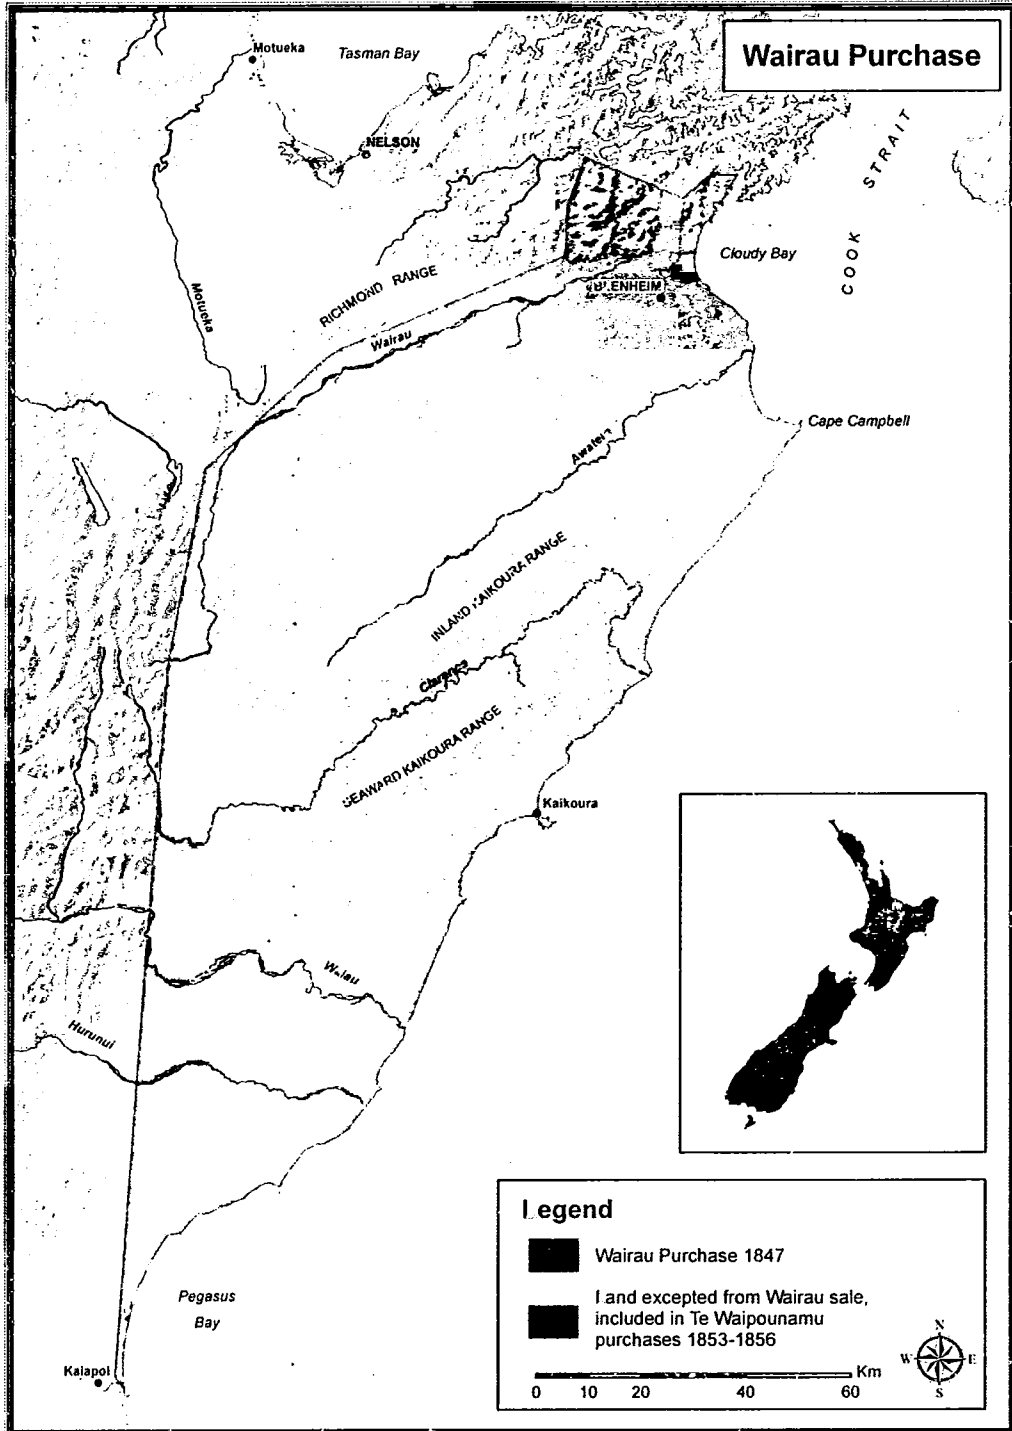 Wairau Purchase
Motueka
Tasman Bay
NELSON
COOK STRAIT
Cloudy Bay
RICHMOND RANGE
BLENHEIM
Motueka
Wairau
Cape Campbell
Awatere
INLAND KAIKOURA RANGE
Clarence
SEAWARD KAIKOURA RANGE
Kaikoura
Waiau
Hurunui
Pegasus
Bay
Kaiapoi
Legend
Wairau Purchase 1847
Land excepted from Wairau sale,
included in Te Waipounamu
purchases 1853-1856
N
W E
S
Km
0 10 20 40 60